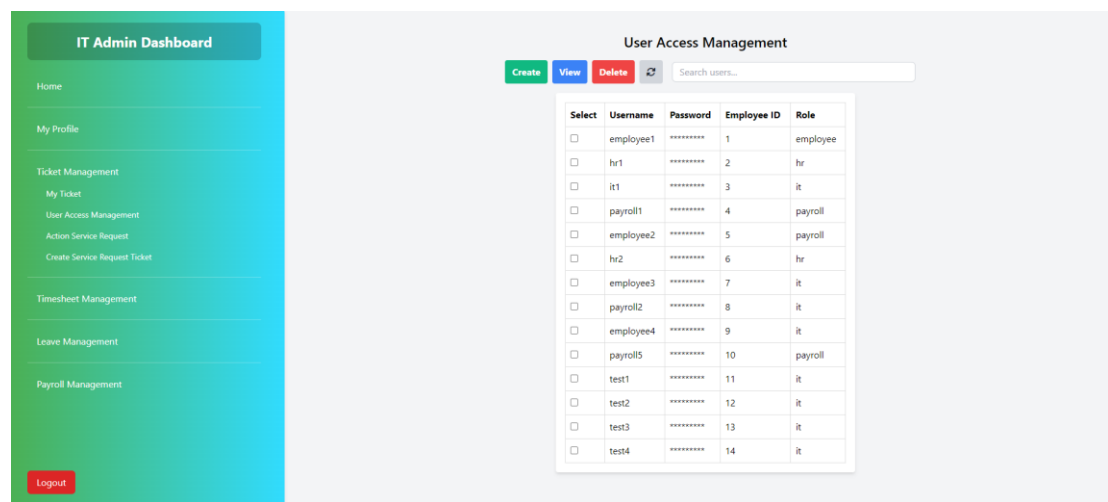 IT Admin Dashboard
Home
My Profile
Ticket Management
My Ticket
User Access Management
Action Service Request
Create Service Request Ticket
Timesheet Management
Leave Management
Payroll Management
Logout
User Access Management
Create View Delete Search users...
Select Username Password Employee ID Role
employee1 ********* 1 employee
hr1 ********* 2 hr
it1 ********* 3 it
payroll1 ********* 4 payroll
employee2 ********* 5 payroll
hr2 ********* 6 hr
employee3 ********* 7 it
payroll2 ********* 8 it
employee4 ********* 9 it
payroll5 ********* 10 payroll
test1 ********* 11 it
test2 ********* 12 it
test3 ********* 13 it
test4 ********* 14 it